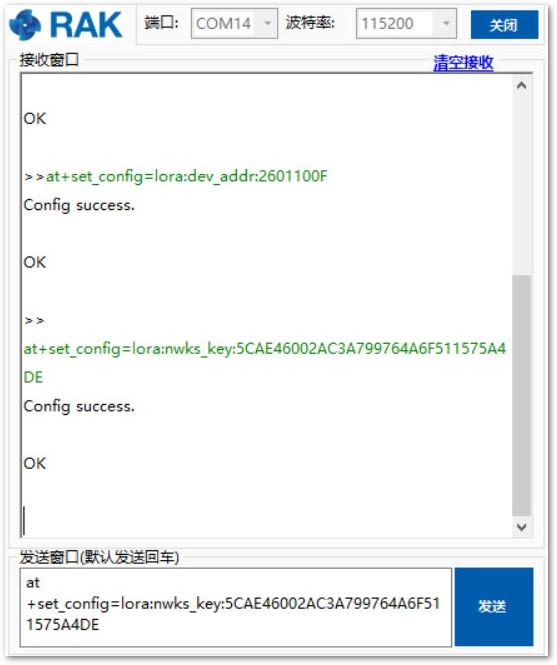 RAK 端口: COM14 波特率: 115200 关闭
接收窗口 清空接收
OK
>>at+set_config=lora:dev_addr:2601100F
Config success.
OK
>>
at+set_config=lora:nwks_key:5CAE46002AC3A799764A6F511575A4
DE
Config success.
OK
发送窗口(默认发送回车)
at
+set_config=lora:nwks_key:5CAE46002AC3A799764A6F51
1575A4DE
发送